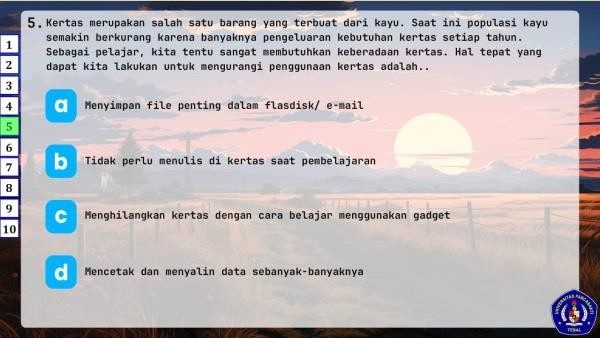 5. Kertas merupakan salah satu barang yang terbuat dari kayu. Saat ini populasi kayu
semakin berkurang karena banyaknya pengeluaran kebutuhan kertas setiap tahun.
Sebagai pelajar, kita tentu sangat membutuhkan keberadaan kertas. Hal tepat yang
dapat kita lakukan untuk mengurangi penggunaan kertas adalah..
a Menyimpan file penting dalam flasdisk/ e-mail
b Tidak perlu menulis di kertas saat pembelajaran
c Menghilangkan kertas dengan cara belajar menggunakan gadget
d Mencetak dan menyalin data sebanyak-banyaknya
1
2
3
4
5
6
7
8
9
10
UNIVERSITAS PANCASAKTI
TEGAL